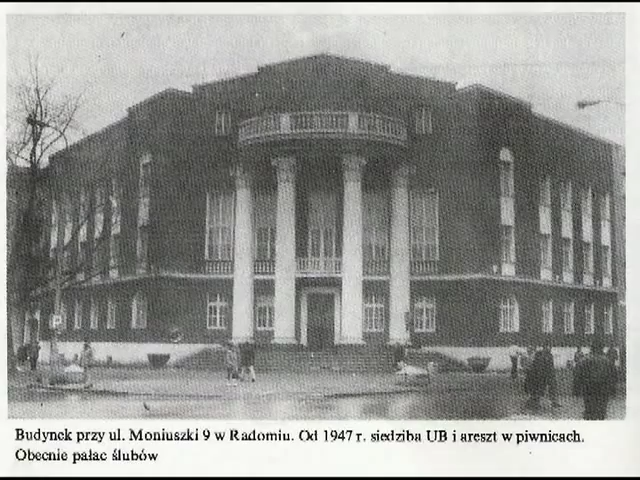 Budynek przy ul. Moniuszki 9 w Radomiu. Od 1947 r. siedziba UB i areszt w piwnicach.
Obecnie pałac ślubów